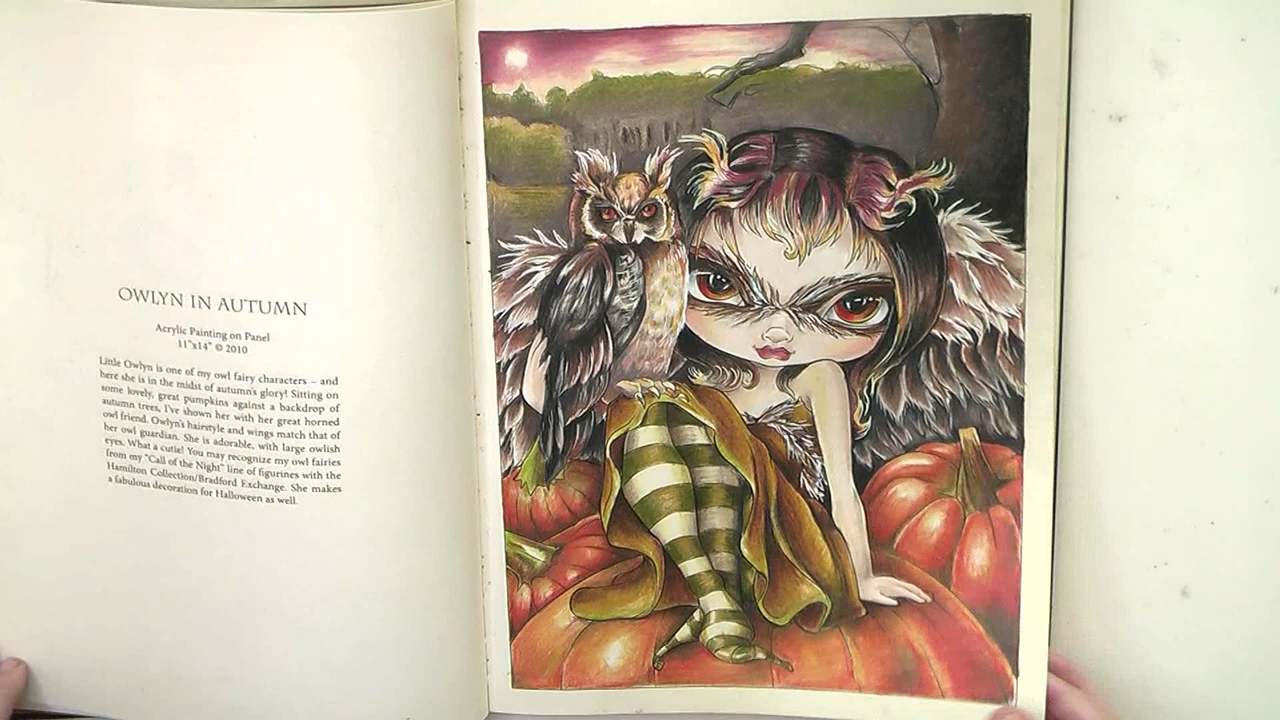 OWLYN IN AUTUMN
Acrylic Painting on Panel
11"x14" © 2010
Little Owlyn is one of my owl fairy characters – and
here she is in the midst of autumn's glory! Sitting on
some lovely, great pumpkins against a backdrop of
autumn trees, I've shown her with her great horned
owl friend. Owlyn's hairstyle and wings match that of
her owl guardian. She is adorable, with large owlish
eyes. What a cutie! You may recognize my owl fairies
from my "Call of the Night" line of figurines with the
Hamilton Collection/Bradford Exchange. She makes
a fabulous decoration for Halloween as well.